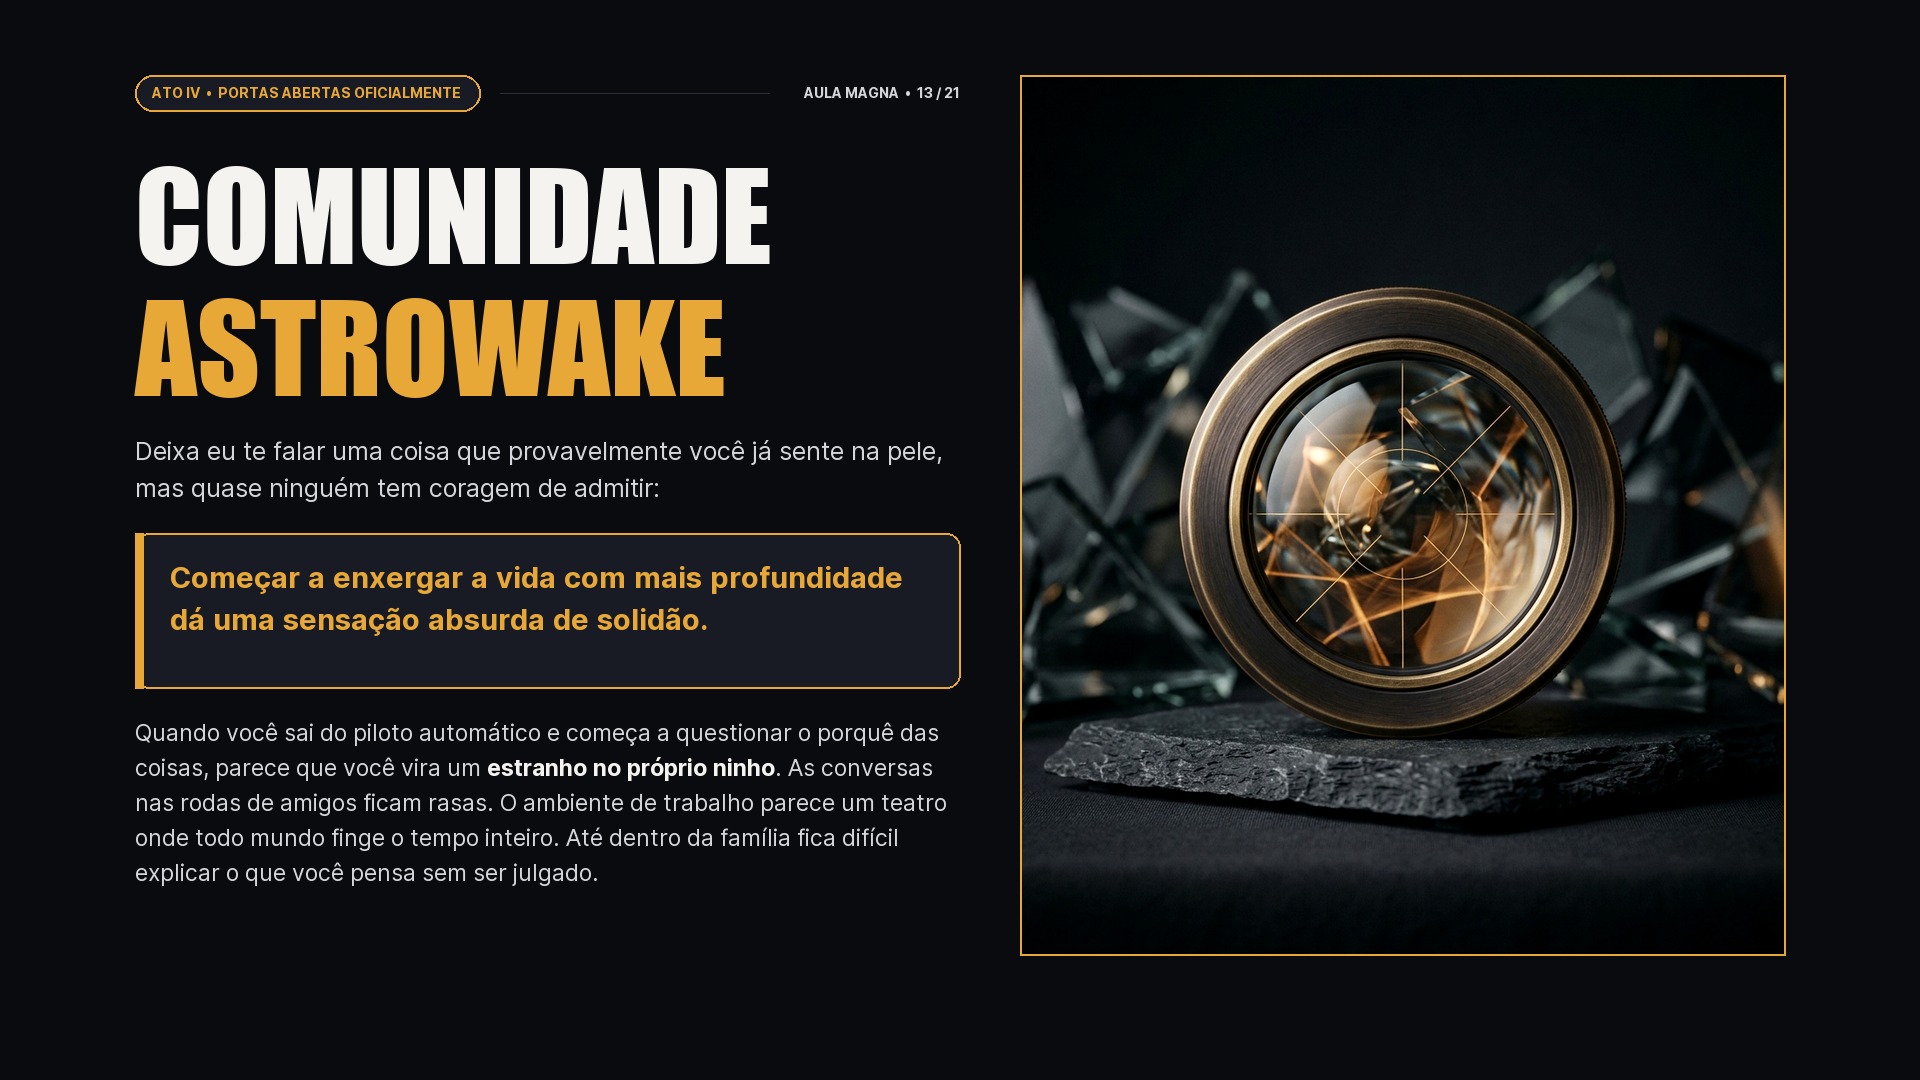 ATO IV • PORTAS ABERTAS OFICIALMENTE
AULA MAGNA • 13 / 21
COMUNIDADE
ASTROWAKE
Deixa eu te falar uma coisa que provavelmente você já sente na pele,
mas quase ninguém tem coragem de admitir:
Começar a enxergar a vida com mais profundidade
dá uma sensação absurda de solidão.
Quando você sai do piloto automático e começa a questionar o porquê das
coisas, parece que você vira um estranho no próprio ninho. As conversas
nas rodas de amigos ficam rasas. O ambiente de trabalho parece um teatro
onde todo mundo finge o tempo inteiro. Até dentro da família fica difícil
explicar o que você pensa sem ser julgado.